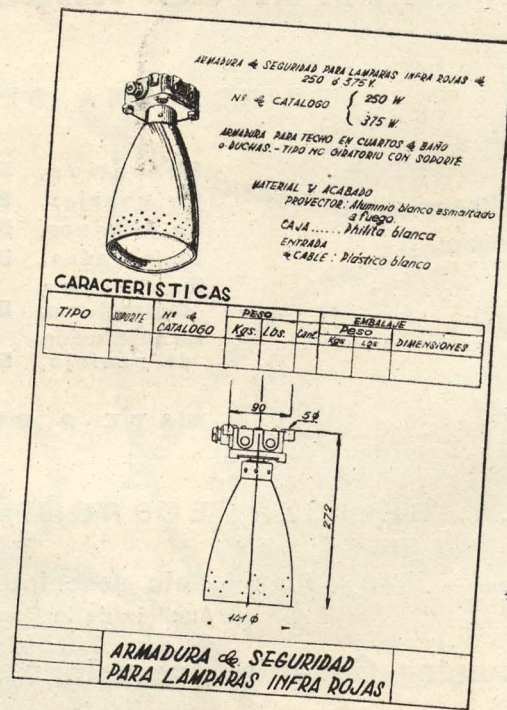 ARMADURA de SEGURIDAD PARA LAMPARAS INFRA ROJAS de
250 ó 375 V.
Nº de CATALOGO { 250 W
{ 375 W
ARMADURA PARA TECHO EN CUARTOS de BAÑO
o DUCHAS. - TIPO NO GIRATORIO CON SOPORTE
MATERIAL Y ACABADO
PROYECTOR: Aluminio blanco esmaltado
a fuego.
CAJA ...... Philita blanca
ENTRADA
de CABLE : Plástico blanco
CARACTERISTICAS
TIPO SOPORTE Nº de CATALOGO PESO Kgs. Lbs. Cant. EMBALAJE Peso Kgs Lbs DIMENSIONES
90
5 φ
272
141 φ
ARMADURA de SEGURIDAD
PARA LAMPARAS INFRA ROJAS